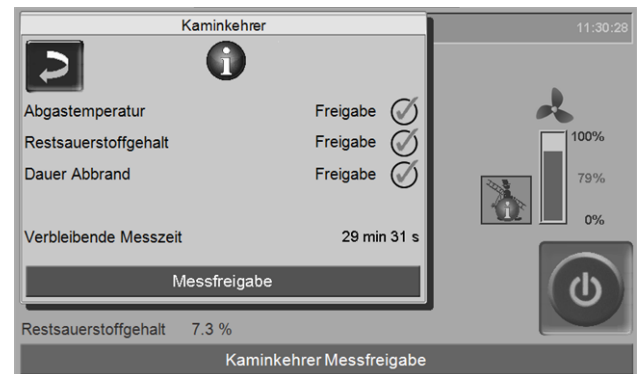 Kaminkehrer
11:30:28
i
Abgastemperatur Freigabe
Restsauerstoffgehalt Freigabe
Dauer Abbrand Freigabe
Verbleibende Messzeit 29 min 31 s
Messfreigabe
100%
79%
i
0%
Restsauerstoffgehalt 7.3 %
Kaminkehrer Messfreigabe